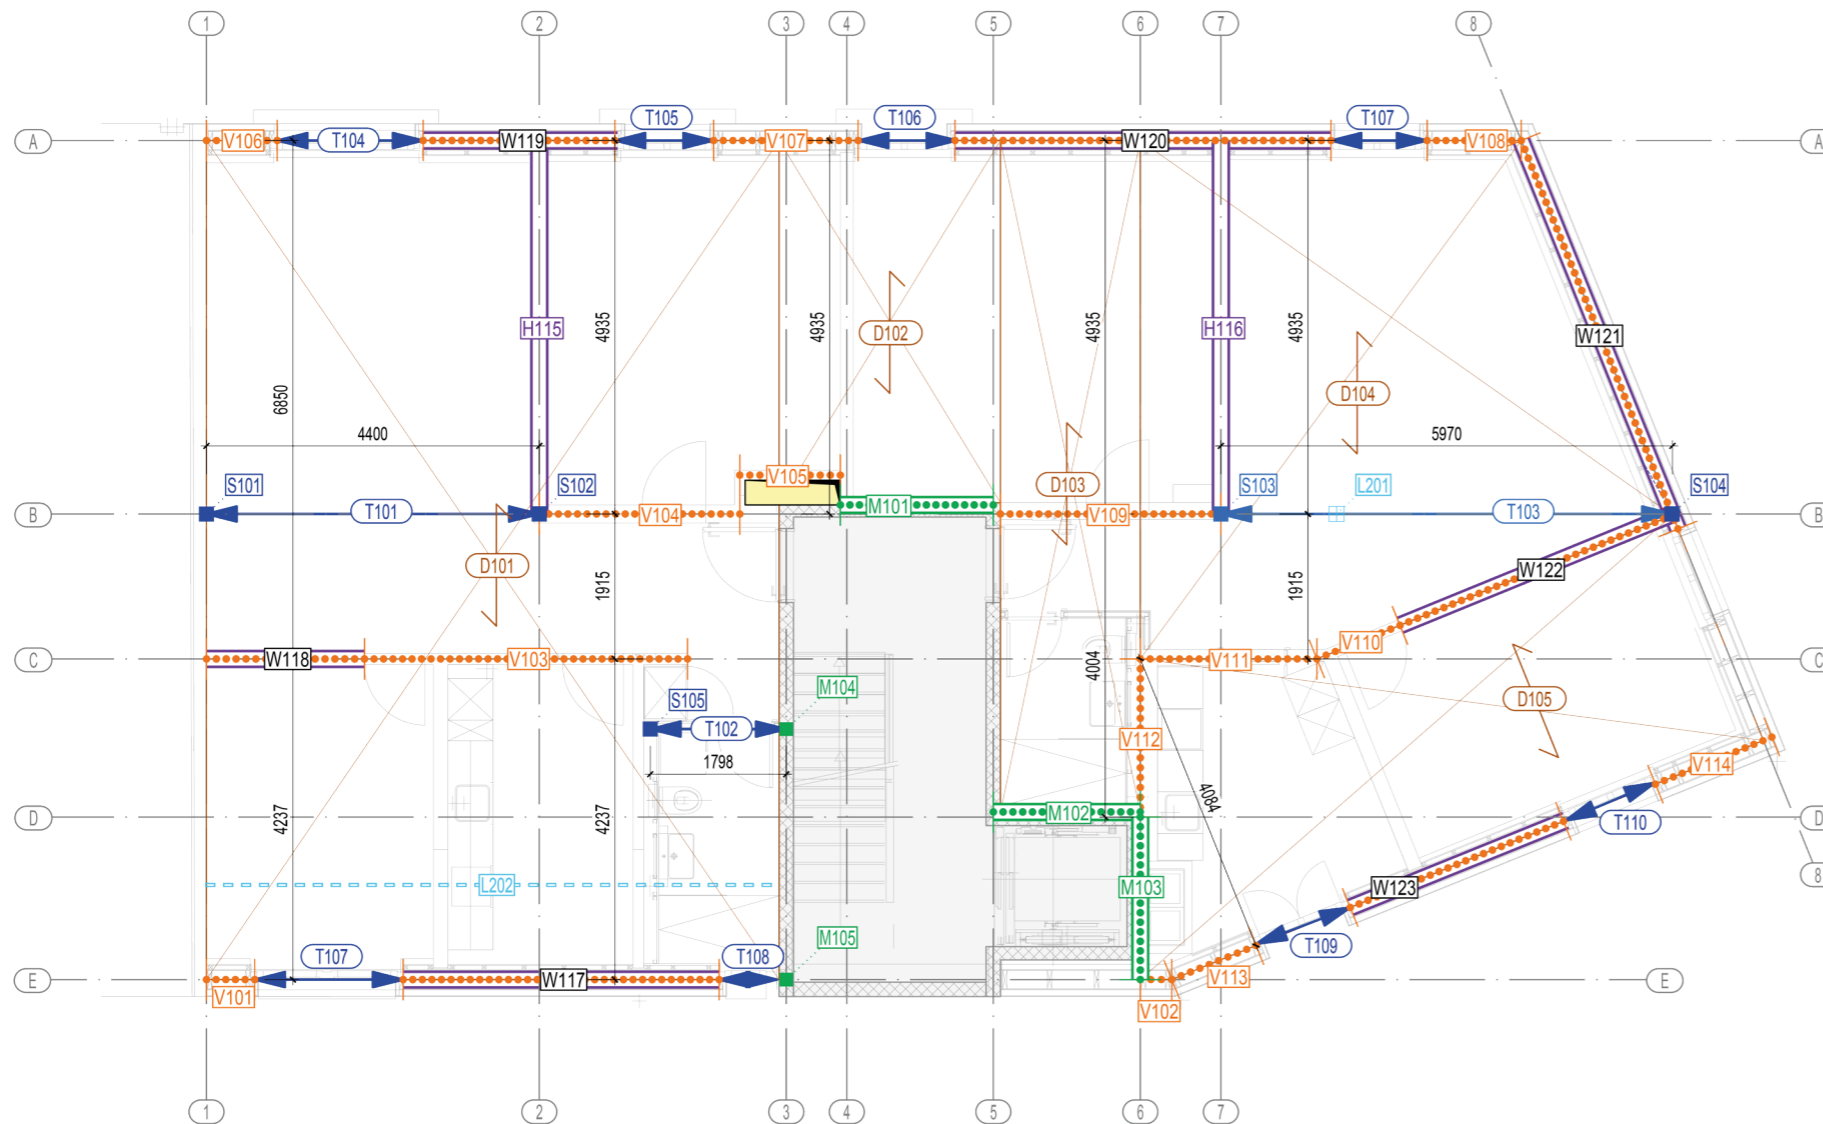 1 2 3 4 5 6 7 8
A V106 T104 W119 T105 V107 T106 W120 T107 V108 A
H115 4935 4935 D102 4935 H116 4935 W121
D104
6850
4400 5970
S101 S102 V105 D103 S103 L201 S104
B T101 V104 M101 V109 T103 B
D101 W122
1915 1915
C W118 V103 4004 V111 V110 C
M104
S105 D105
T102 V112
1798 V114
4084
D 4237 4237 M102 T110 D
L202 M103 W123 8
M105 T109
T107 T108
E W117 V113 E
V101 V102
1 2 3 4 5 6 7